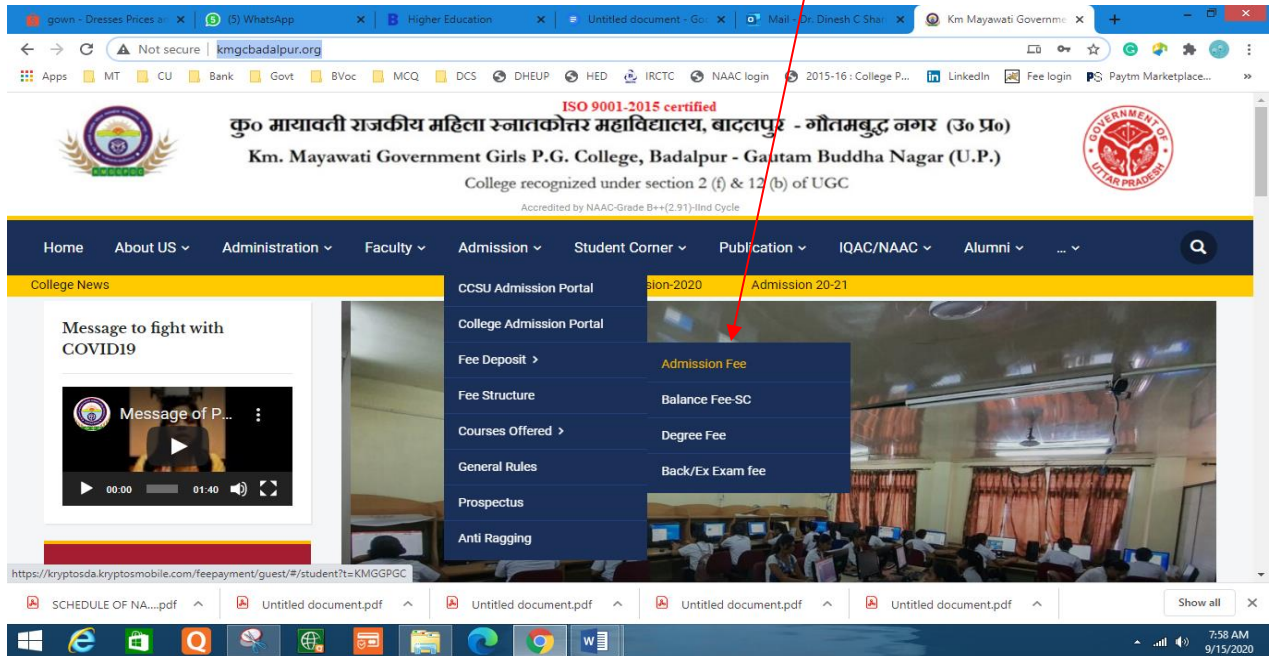 gown - Dresses Prices an
(5) WhatsApp
Higher Education
Untitled document - Go
Mail - Dr. Dinesh C Shar
Km Mayawati Governme
Not secure | kmgcbadalpur.org
Apps MT CU Bank Govt BVoc MCQ DCS DHEUP HED IRCTC NAAC login 2015-16 : College P... LinkedIn Fee login Paytm Marketplace... »
ISO 9001-2015 certified
कु० मायावती राजकीय महिला स्नातकोत्तर महाविद्यालय, बादलपुर - गौतमबुद्ध नगर (उ० प्र०)
Km. Mayawati Government Girls P.G. College, Badalpur - Gautam Buddha Nagar (U.P.)
College recognized under section 2 (f) & 12 (b) of UGC
Accredited by NAAC-Grade B++(2.91)-IInd Cycle
GOVERNMENT OF UTTAR PRADESH
Home About US Administration Faculty Admission Student Corner Publication IQAC/NAAC Alumni ...
College News sion-2020 Admission 20-21
CCSU Admission Portal
College Admission Portal
Fee Deposit >
Fee Structure
Courses Offered >
General Rules
Prospectus
Anti Ragging
Admission Fee
Balance Fee-SC
Degree Fee
Back/Ex Exam fee
Message to fight with
COVID19
Message of P...
00:00 01:40
https://kryptosda.kryptosmobile.com/feepayment/guest/#/student?t=KMGGPGC
SCHEDULE OF NA....pdf
Untitled document.pdf
Untitled document.pdf
Untitled document.pdf
Untitled document.pdf
Show all
7:58 AM
9/15/2020